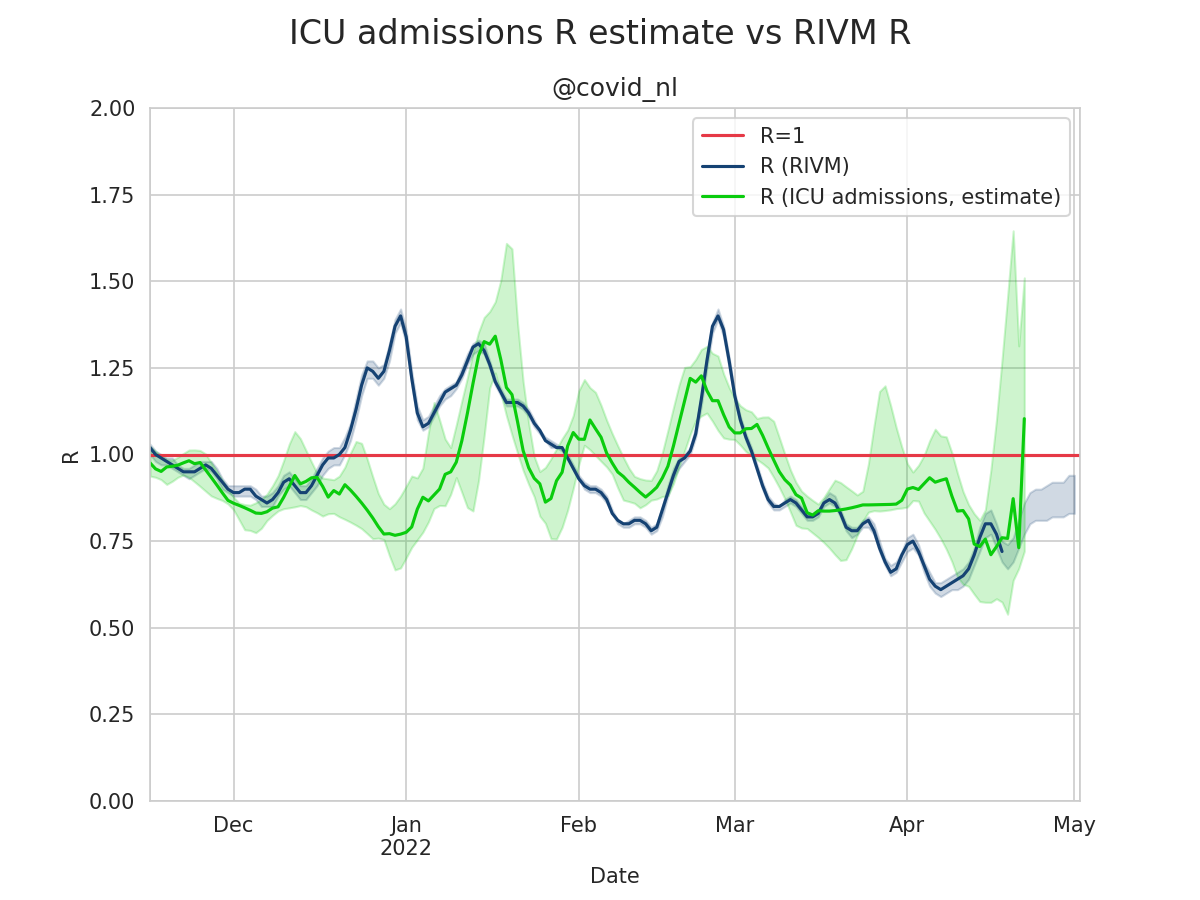 ICU admissions R estimate vs RIVM R
@covid_nl
2.00
R=1
R (RIVM)
R (ICU admissions, estimate)
1.75
1.50
1.25
1.00
R
0.75
0.50
0.25
0.00
Dec Jan Feb Mar Apr May
2022
Date